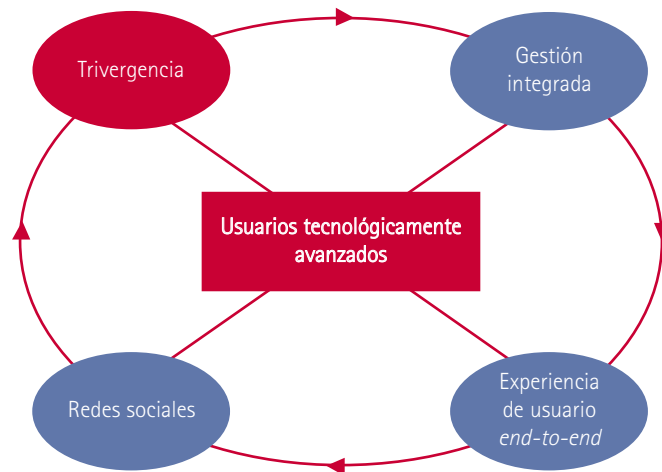 Trivergencia
Gestión
integrada
Usuarios tecnológicamente
avanzados
Redes sociales
Experiencia
de usuario
end-to-end